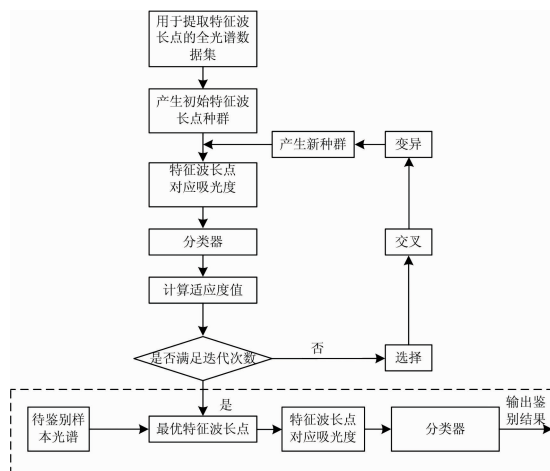 用于提取特征波
长点的全光谱数
据集
产生初始特征波
长点种群
产生新种群
变异
特征波长点
对应吸光度
分类器
交叉
计算适应度值
是否满足迭代次数
否
选择
是
待鉴别样
本光谱
最优特征波长点
特征波长点
对应吸光度
分类器
输出鉴
别结果